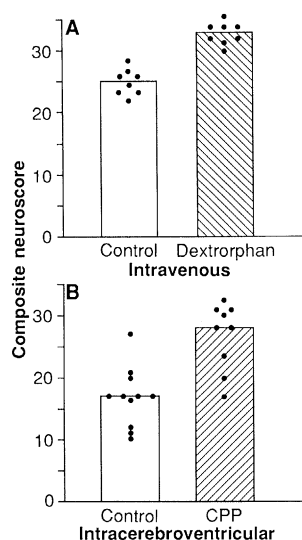 A
30
20
10
0
Control Dextrorphan
Intravenous
Composite neuroscore
B
30
20
10
0
Control CPP
Intracerebroventricular